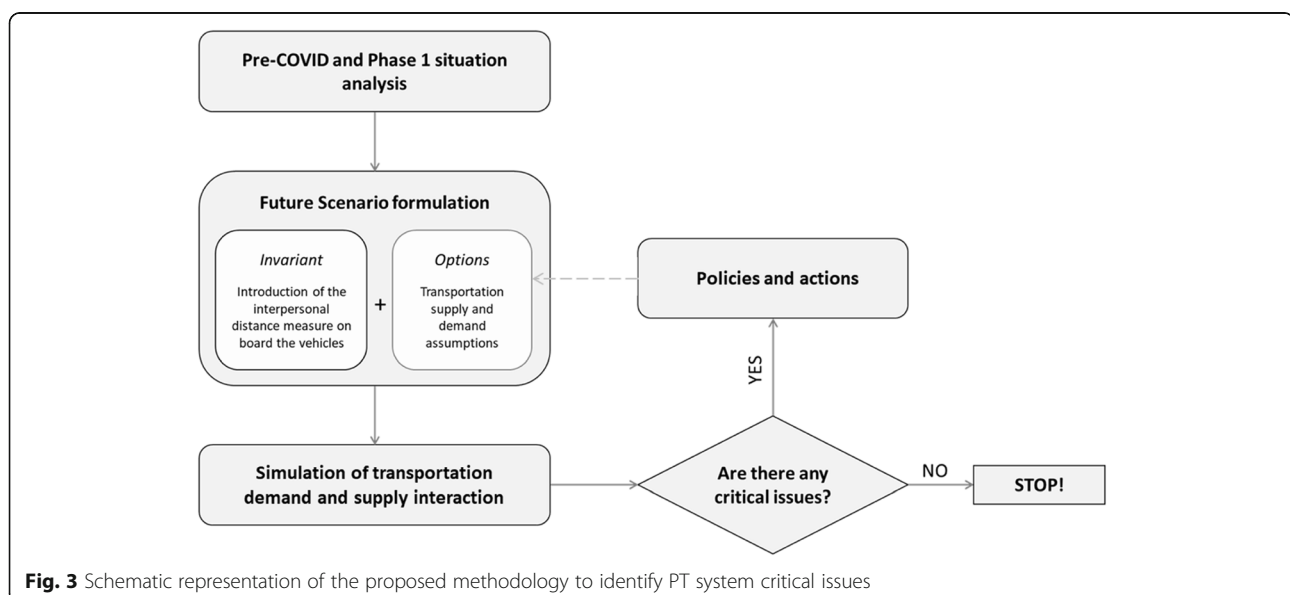 Pre-COVID and Phase 1 situation
analysis
Future Scenario formulation
Invariant
Introduction of the
interpersonal
distance measure on
board the vehicles
+
Options
Transportation
supply and
demand
assumptions
Policies and actions
YES
Simulation of transportation
demand and supply interaction
Are there any
critical issues?
NO
STOP!
Fig. 3 Schematic representation of the proposed methodology to identify PT system critical issues